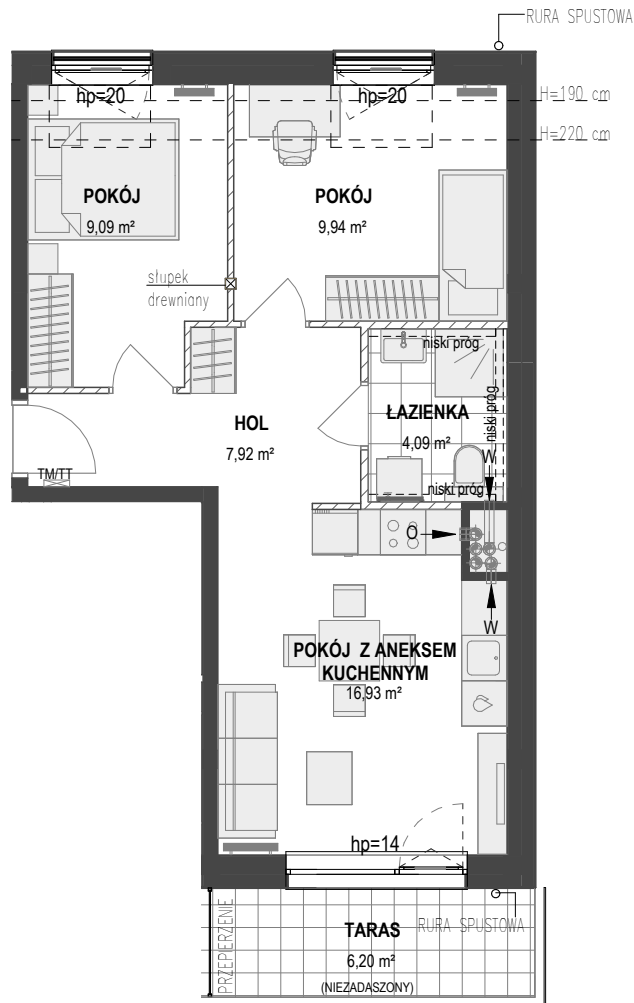 RURA SPUSTOWA
hp=20
hp=20
H=190 cm
H=220 cm
POKÓJ
9,09 m²
POKÓJ
9,94 m²
słupek
drewniany
niski próg
niski próg
HOL
7,92 m²
ŁAZIENKA
4,09 m²
W
TM/TT
niski próg
O
W
POKÓJ Z ANEKSEM
KUCHENNYM
16,93 m²
hp=14
PRZEPIERZENIE
TARAS
6,20 m²
(NIEZADASZONY)
RURA SPUSTOWA